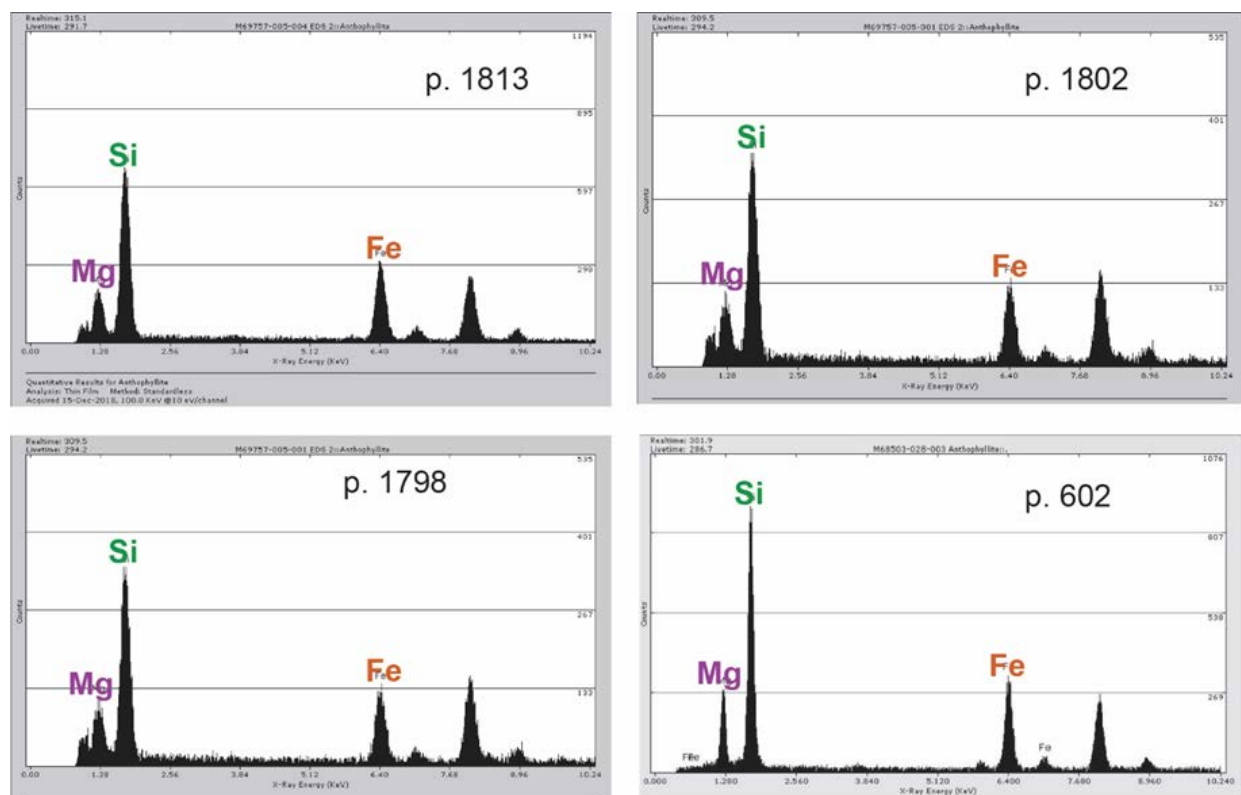 Realtime: 315.1
Livetime: 291.7
M69757-005-004 EDS 2::Anthophyllite
1194
p. 1813
895
Si
597
Counts
Fe
Fe
298
Mg
0.00 1.28 2.56 3.84 5.12 6.40 7.68 8.96 10.24
X-Ray Energy (KeV)
Quantitative Results for Anthophyllite
Analysis: Thin Film Method: Standardless
Acquired 15-Dec-2018, 100.0 KeV @10 eV/channel
Realtime: 309.5
Livetime: 294.2
M69757-005-001 EDS 2::Anthophyllite
535
p. 1802
401
Si
267
Counts
Mg
Fe
133
0.00 1.28 2.56 3.84 5.12 6.40 7.68 8.96 10.24
X-Ray Energy (KeV)
Realtime: 309.5
Livetime: 294.2
M69757-005-001 EDS 2::Anthophyllite
535
p. 1798
401
Si
267
Counts
Mg
Fe
Fe
133
0.00 1.28 2.56 3.84 5.12 6.40 7.68 8.96 10.24
X-Ray Energy (KeV)
Realtime: 301.9
Livetime: 286.7
M68503-028-003 Anthophyllite::.
1076
Si
p. 602
807
538
Counts
Mg
Fe
269
Fe
0.000 1.280 2.560 3.840 5.120 6.400 7.680 8.960 10.240
X-Ray Energy (KeV)